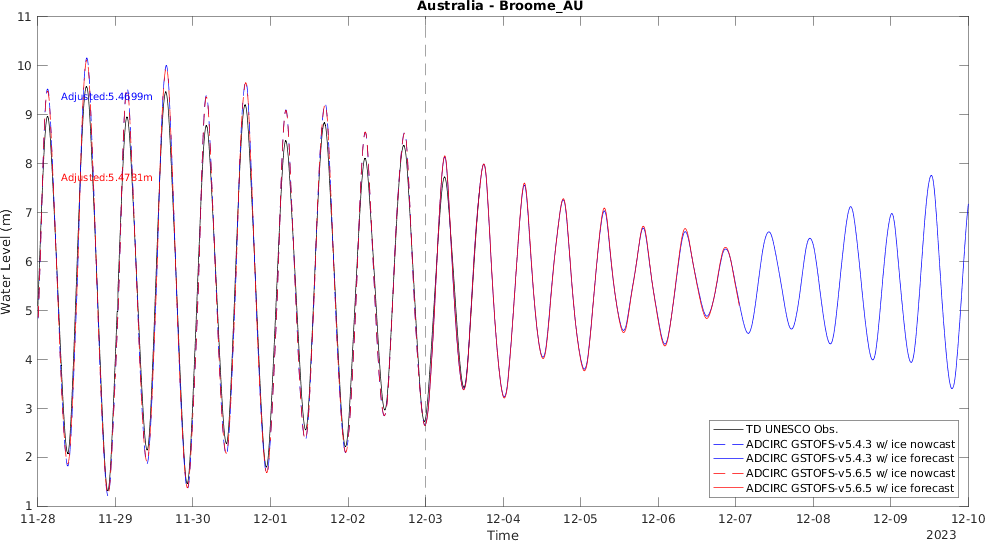 Australia - Broome_AU
11
10
9
8
7
6
5
4
3
2
1
Water Level (m)
Adjusted:5.4699m
Adjusted:5.4731m
TD UNESCO Obs.
ADCIRC GSTOFS-v5.4.3 w/ ice nowcast
ADCIRC GSTOFS-v5.4.3 w/ ice forecast
ADCIRC GSTOFS-v5.6.5 w/ ice nowcast
ADCIRC GSTOFS-v5.6.5 w/ ice forecast
11-28 11-29 11-30 12-01 12-02 12-03 12-04 12-05 12-06 12-07 12-08 12-09 12-10
Time
2023